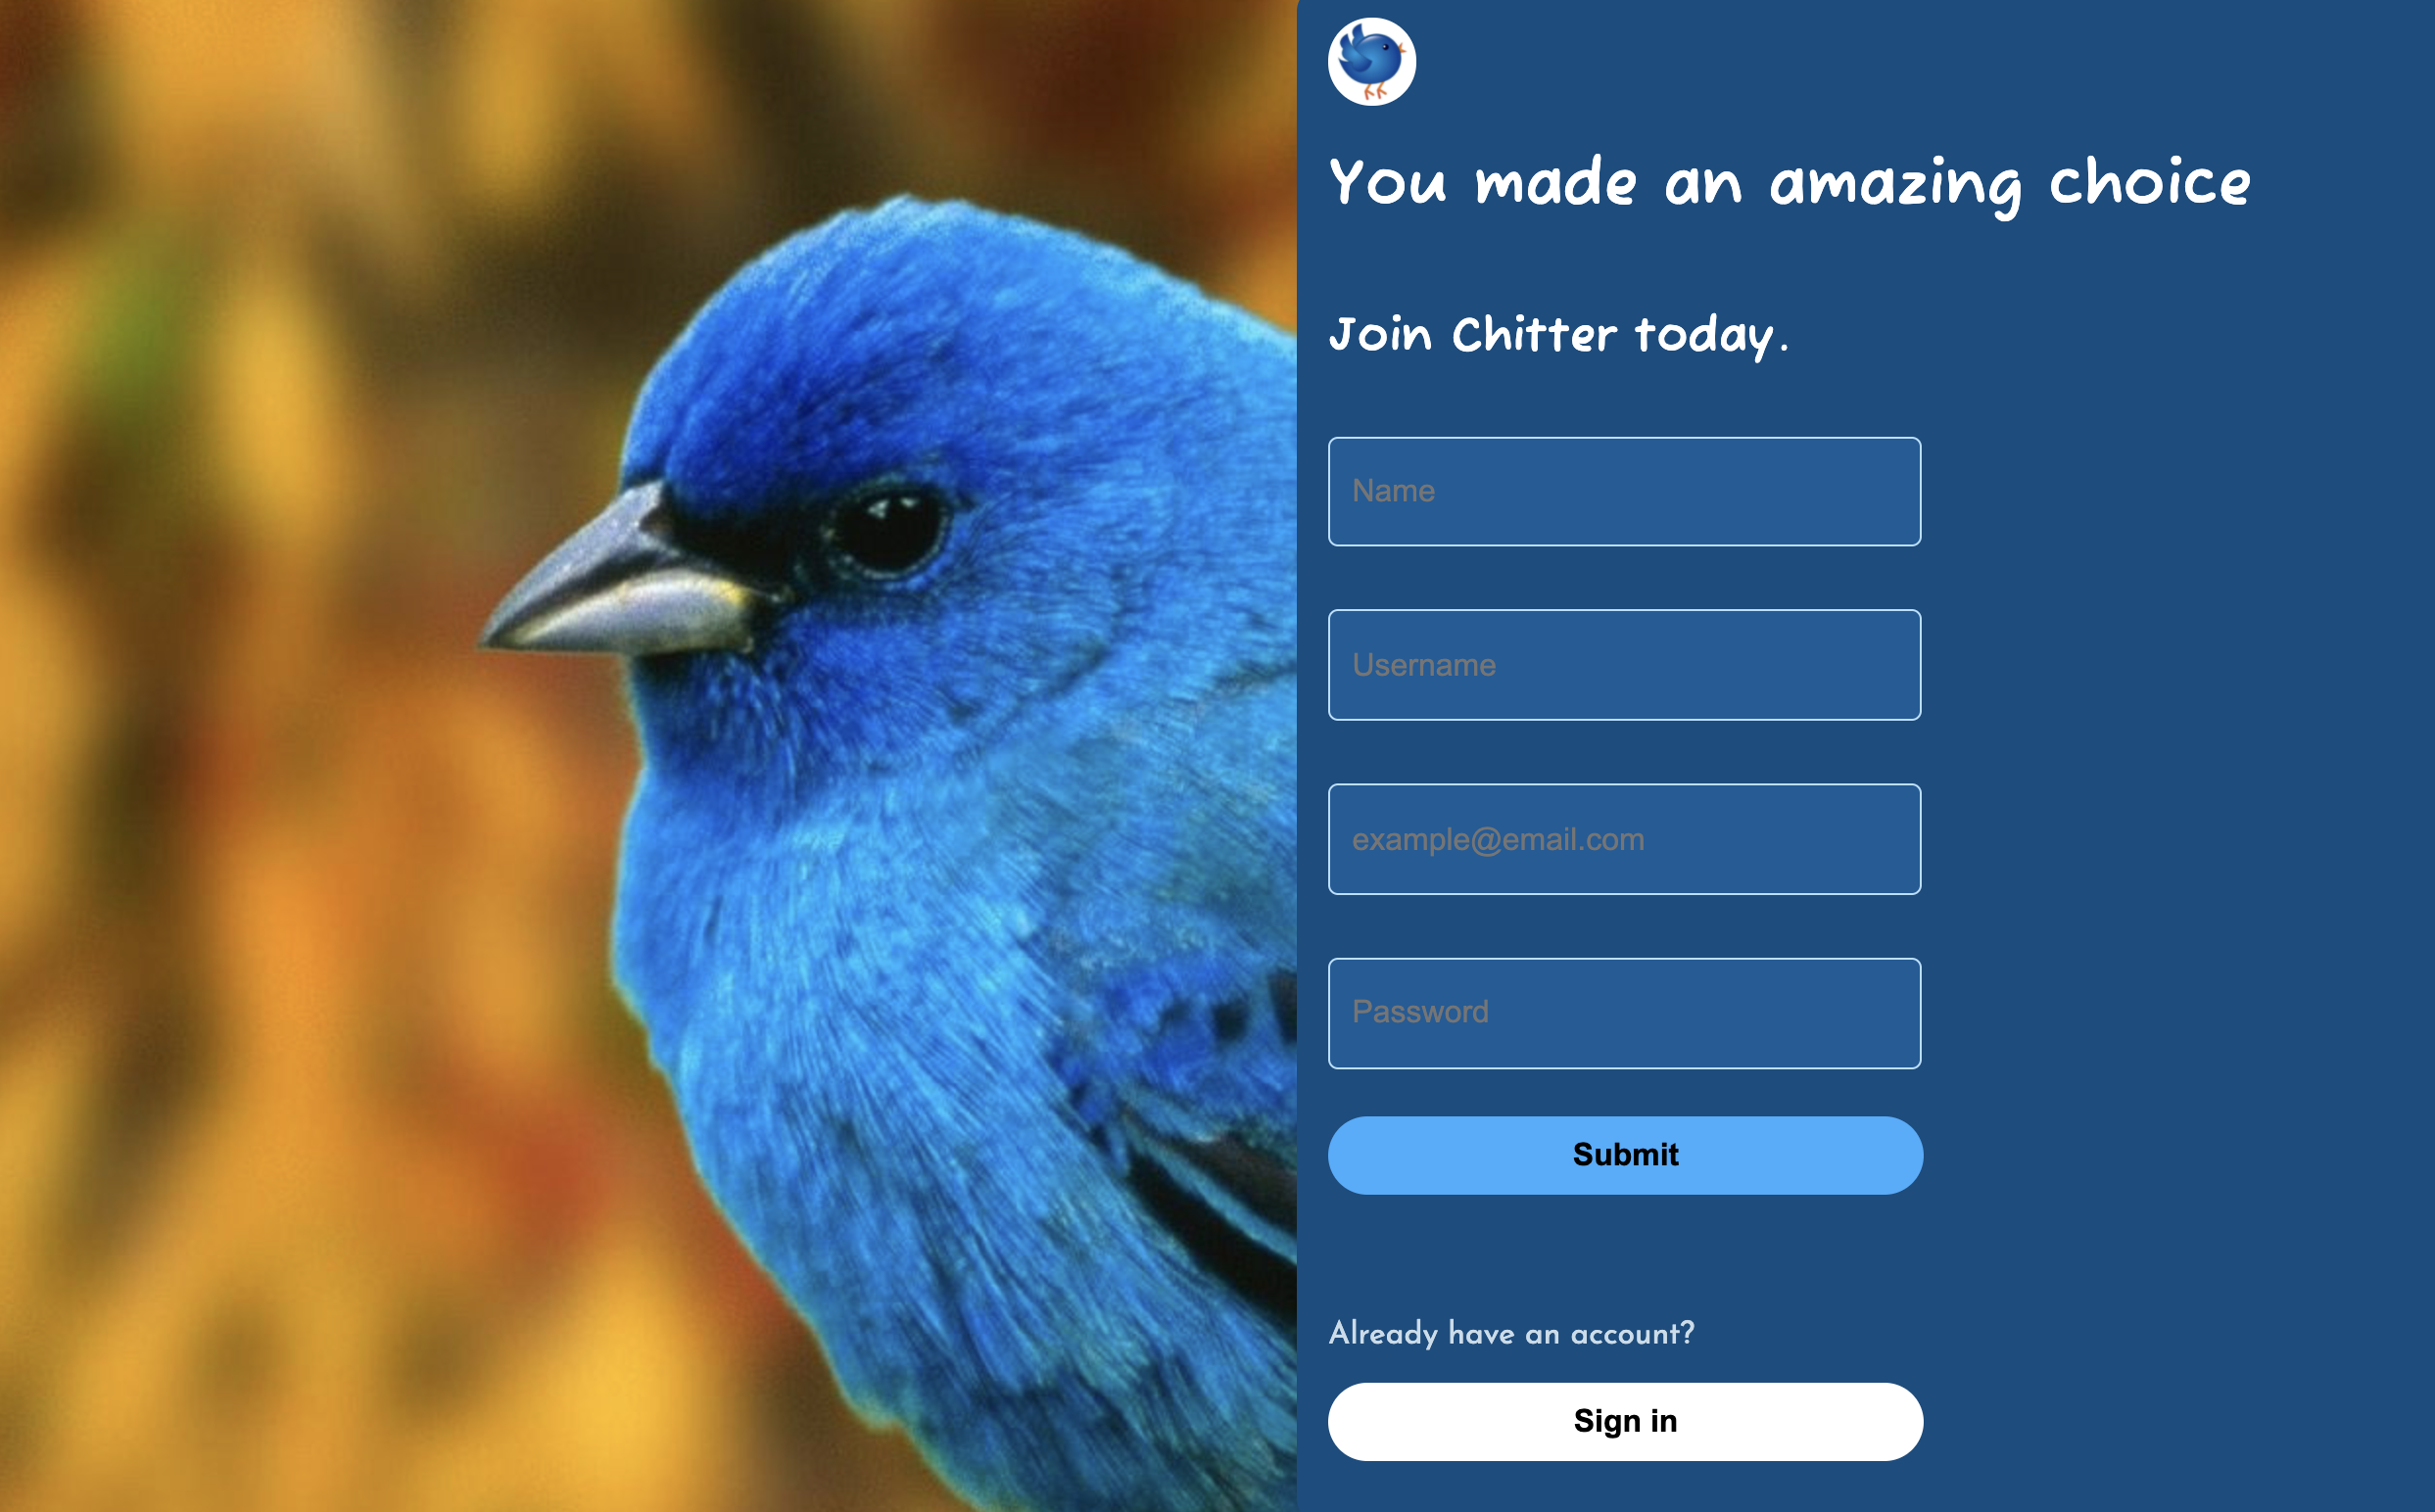 You made an amazing choice
Join Chitter today.
Name
Username
example@email.com
Password
Submit
Already have an account?
Sign in